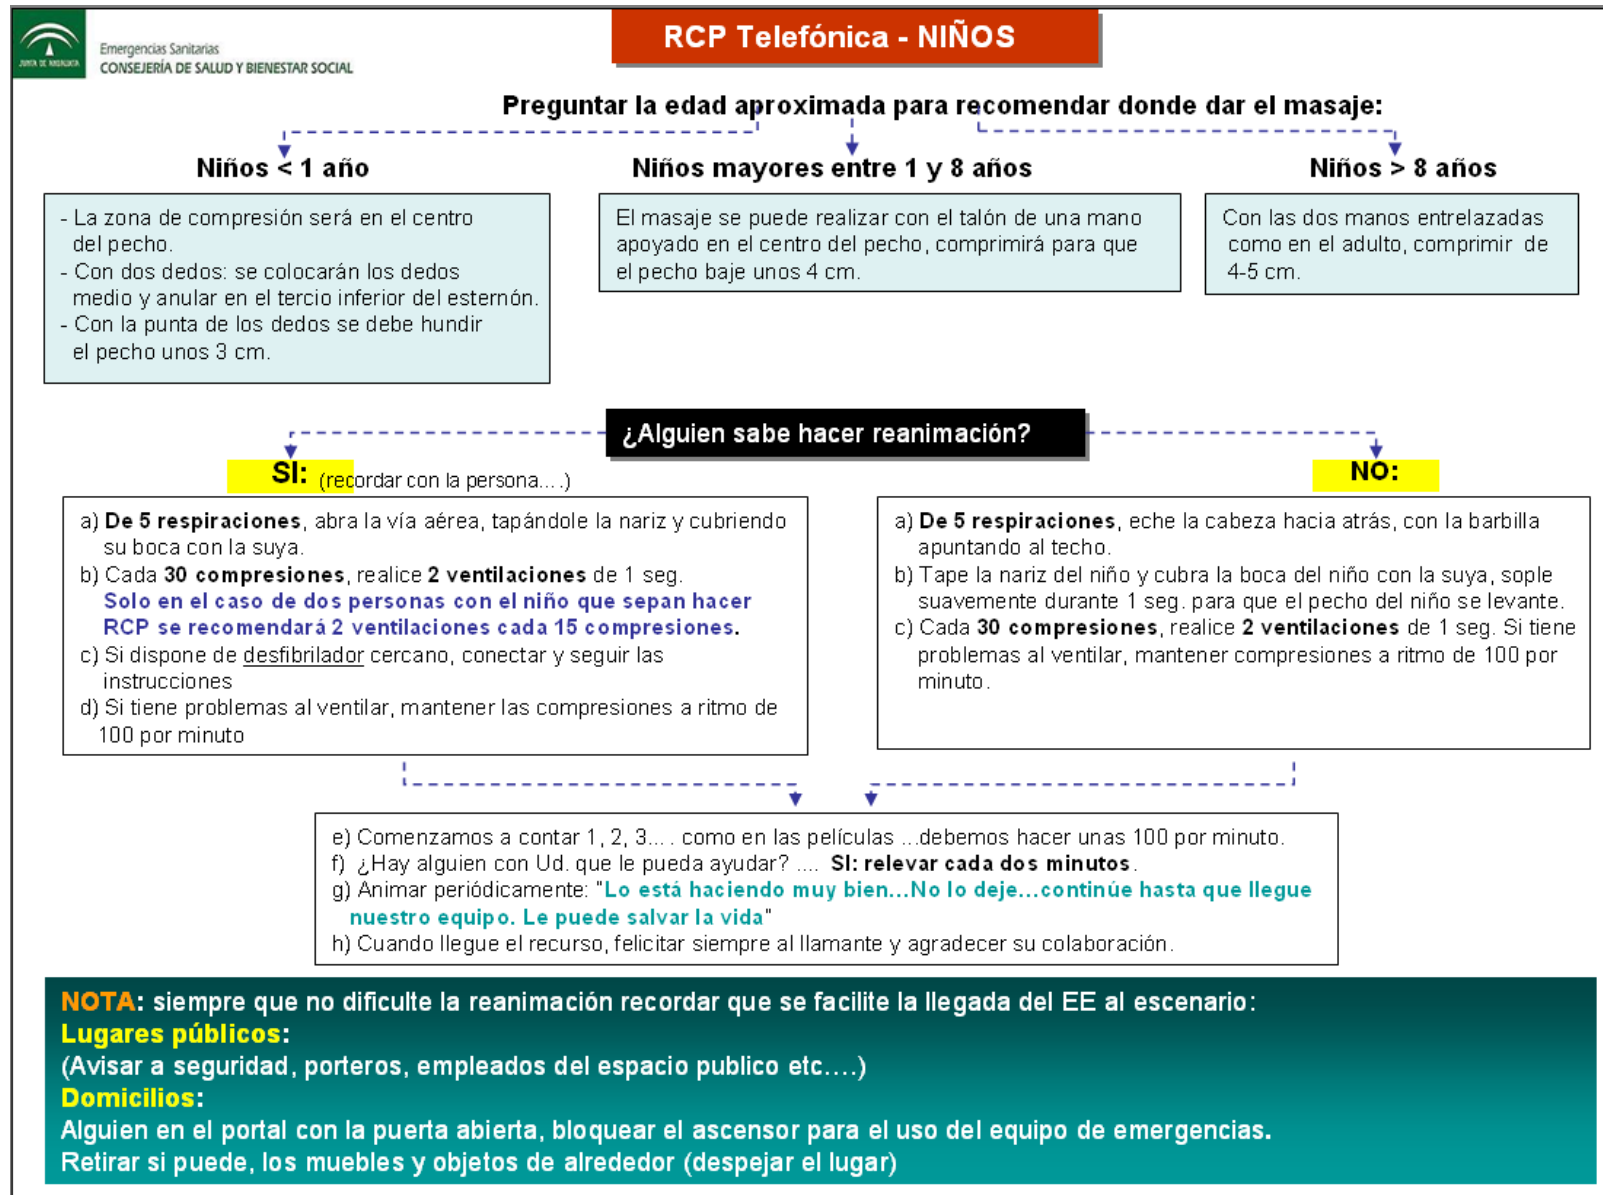 JUNTA DE ANDALUCIA
Emergencias Sanitarias
CONSEJERÍA DE SALUD Y BIENESTAR SOCIAL
RCP Telefónica - NIÑOS
Preguntar la edad aproximada para recomendar donde dar el masaje:
Niños < 1 año
- La zona de compresión será en el centro
del pecho.
- Con dos dedos: se colocarán los dedos
medio y anular en el tercio inferior del esternón.
- Con la punta de los dedos se debe hundir
el pecho unos 3 cm.
Niños mayores entre 1 y 8 años
El masaje se puede realizar con el talón de una mano
apoyado en el centro del pecho, comprimirá para que
el pecho baje unos 4 cm.
Niños > 8 años
Con las dos manos entrelazadas
como en el adulto, comprimir de
4-5 cm.
¿Alguien sabe hacer reanimación?
SI: (recordar con la persona....)
a) De 5 respiraciones, abra la vía aérea, tapándole la nariz y cubriendo
su boca con la suya.
b) Cada 30 compresiones, realice 2 ventilaciones de 1 seg.
Solo en el caso de dos personas con el niño que sepan hacer
RCP se recomendará 2 ventilaciones cada 15 compresiones.
c) Si dispone de desfibrilador cercano, conectar y seguir las
instrucciones
d) Si tiene problemas al ventilar, mantener las compresiones a ritmo de
100 por minuto
NO:
a) De 5 respiraciones, eche la cabeza hacia atrás, con la barbilla
apuntando al techo.
b) Tape la nariz del niño y cubra la boca del niño con la suya, sople
suavemente durante 1 seg. para que el pecho del niño se levante.
c) Cada 30 compresiones, realice 2 ventilaciones de 1 seg. Si tiene
problemas al ventilar, mantener compresiones a ritmo de 100 por
minuto.
e) Comenzamos a contar 1, 2, 3.... como en las películas ...debemos hacer unas 100 por minuto.
f) ¿Hay alguien con Ud. que le pueda ayudar? .... SI: relevar cada dos minutos.
g) Animar periódicamente: "Lo está haciendo muy bien...No lo deje...continúe hasta que llegue
nuestro equipo. Le puede salvar la vida"
h) Cuando llegue el recurso, felicitar siempre al llamante y agradecer su colaboración.
NOTA: siempre que no dificulte la reanimación recordar que se facilite la llegada del EE al escenario:
Lugares públicos:
(Avisar a seguridad, porteros, empleados del espacio publico etc....)
Domicilios:
Alguien en el portal con la puerta abierta, bloquear el ascensor para el uso del equipo de emergencias.
Retirar si puede, los muebles y objetos de alrededor (despejar el lugar)